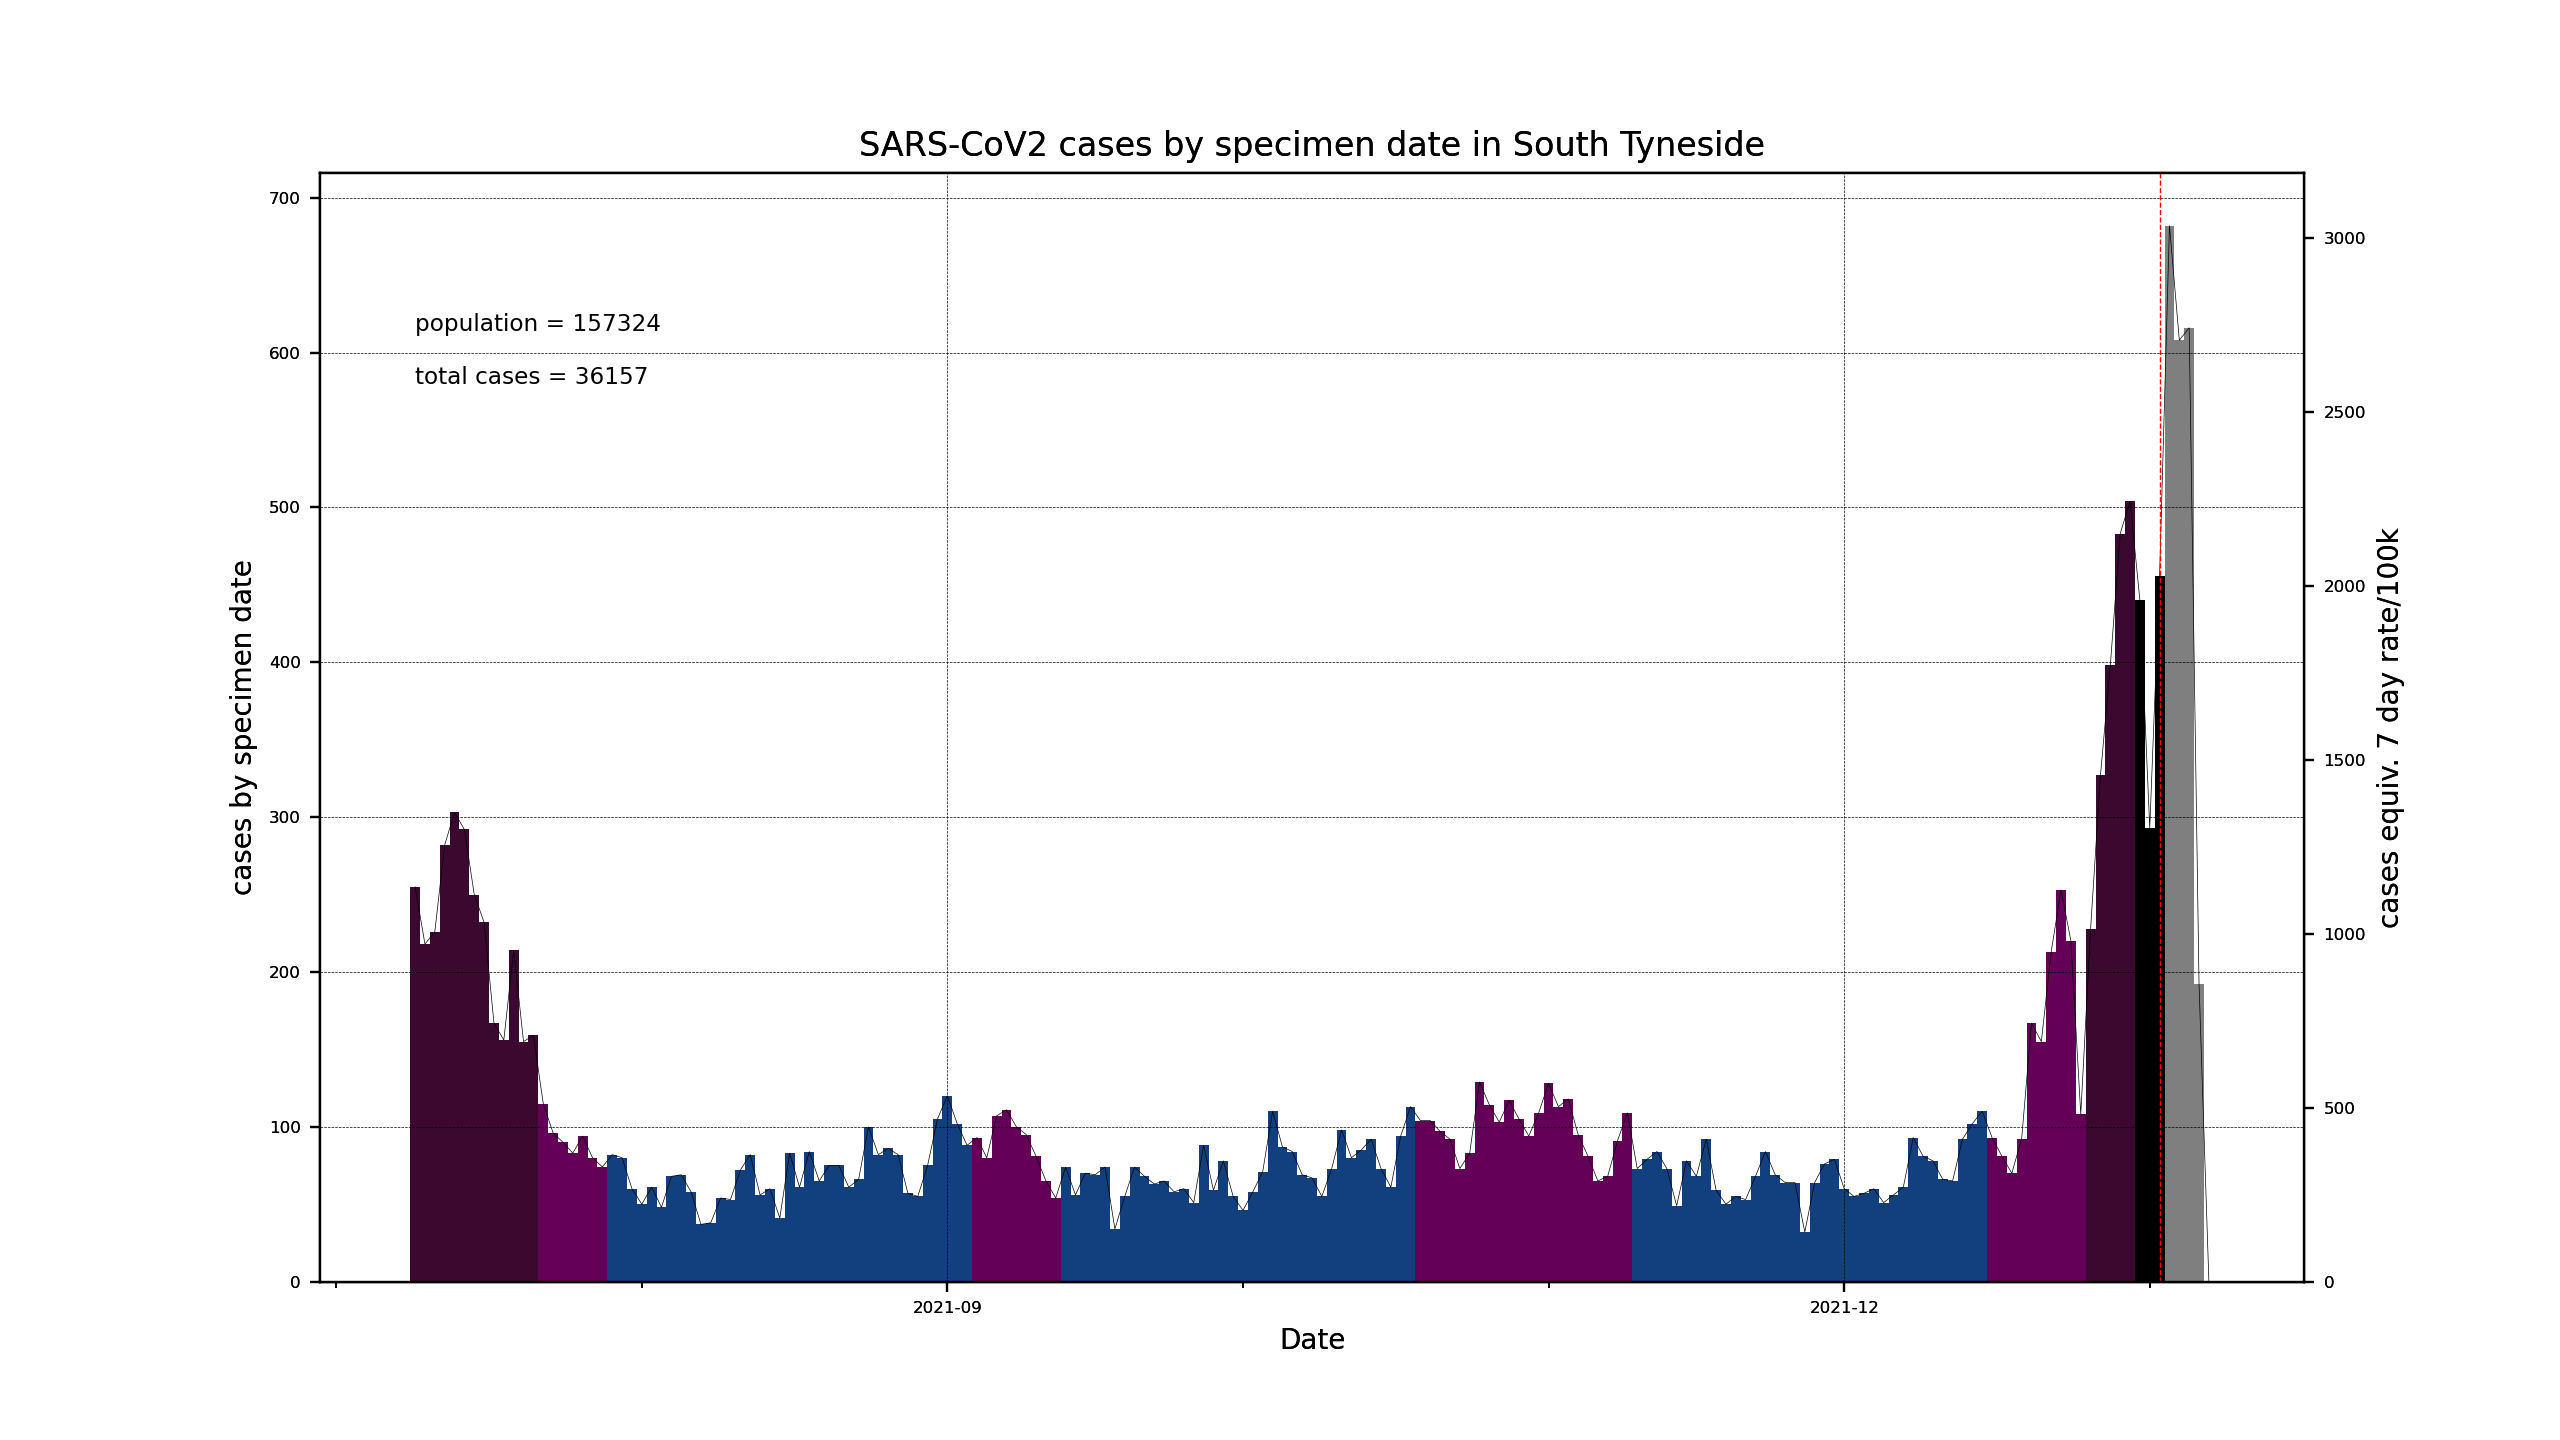 SARS-CoV2 cases by specimen date in South Tyneside
700
600
500
400
300
200
100
0
cases by specimen date
population = 157324
total cases = 36157
3000
2500
2000
1500
1000
500
0
cases equiv. 7 day rate/100k
2021-09
2021-12
Date